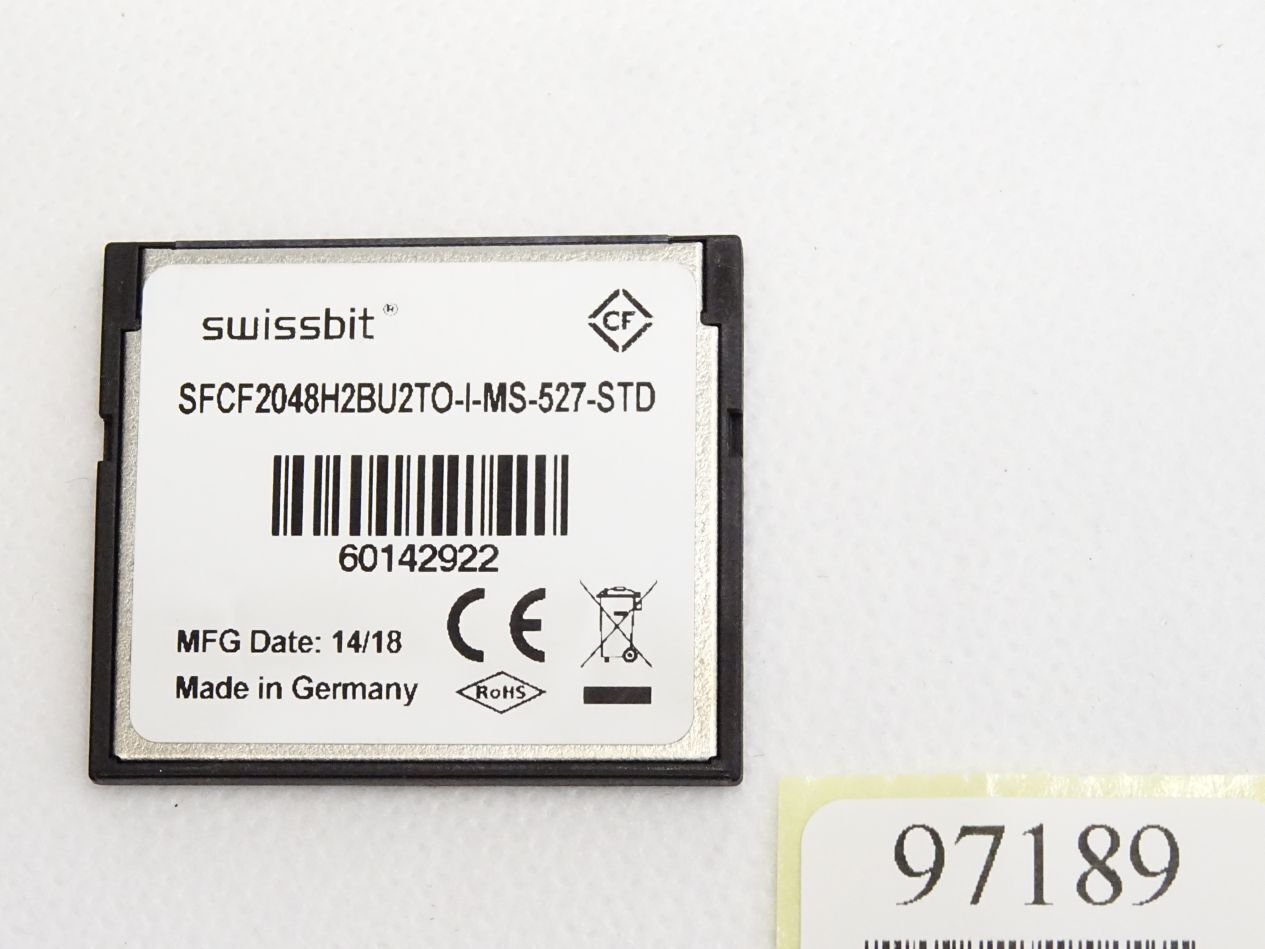 swissbit®
CF
SFCF2048H2BU2TO-I-MS-527-STD
60142922
MFG Date: 14/18
CE
Made in Germany
RoHS
97189